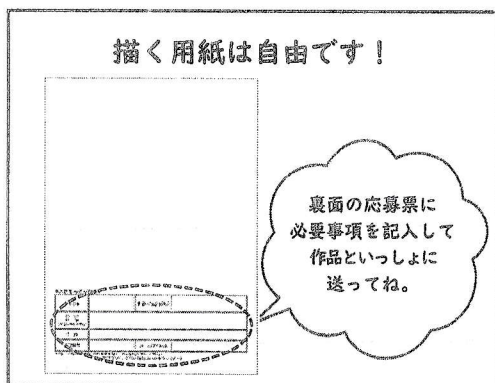 描く用紙は自由です！
裏面の応募票に
必要事項を記入して
作品といっしょに
送ってね。